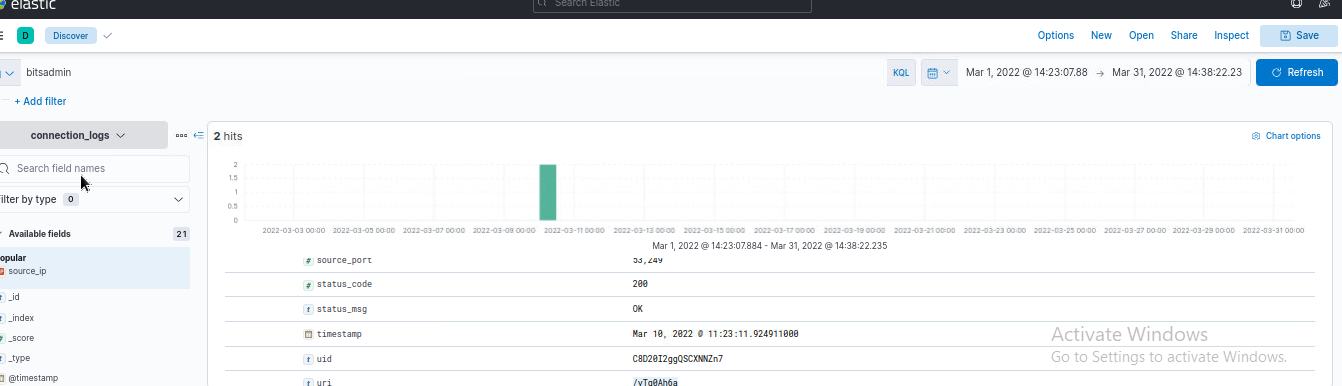 elastic
Search Elastic
D Discover
Options New Open Share Inspect Save
bitsadmin
KQL
Mar 1, 2022 @ 14:23:07.88 → Mar 31, 2022 @ 14:38:22.23
Refresh
+ Add filter
connection_logs
2 hits
Chart options
Search field names
Filter by type 0
2
1.5
1
0.5
0
2022-03-03 00:00 2022-03-05 00:00 2022-03-07 00:00 2022-03-09 00:00 2022-03-11 00:00 2022-03-13 00:00 2022-03-15 00:00 2022-03-17 00:00 2022-03-19 00:00 2022-03-21 00:00 2022-03-23 00:00 2022-03-25 00:00 2022-03-27 00:00 2022-03-29 00:00 2022-03-31 00:00
Mar 1, 2022 @ 14:23:07.884 - Mar 31, 2022 @ 14:38:22.235
Available fields 21
opular
source_ip
t _id
t _index
# _score
t _type
@timestamp
# source_port 53,249
# status_code 200
t status_msg OK
timestamp Mar 10, 2022 @ 11:23:11.924911000
t uid C8D20I2ggQSCXNNZn7
t uri /yTg0Ah6a
Activate Windows
Go to Settings to activate Windows.